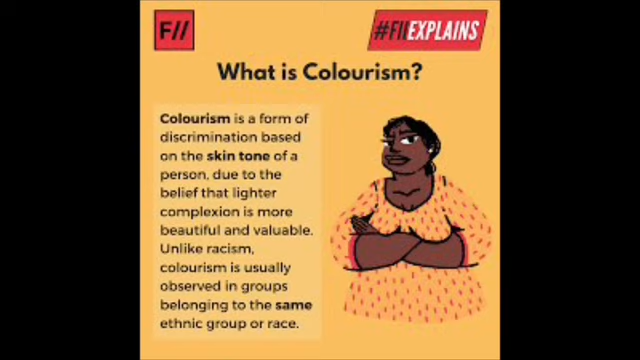 F//
#FIIEXPLAINS
What is Colourism?
Colourism is a form of
discrimination based
on the skin tone of a
person, due to the
belief that lighter
complexion is more
beautiful and valuable.
Unlike racism,
colourism is usually
observed in groups
belonging to the same
ethnic group or race.